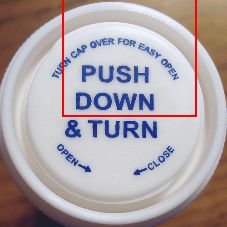 TURN CAP OVER FOR EASY OPEN
PUSH
DOWN
& TURN
OPEN→
←CLOSE